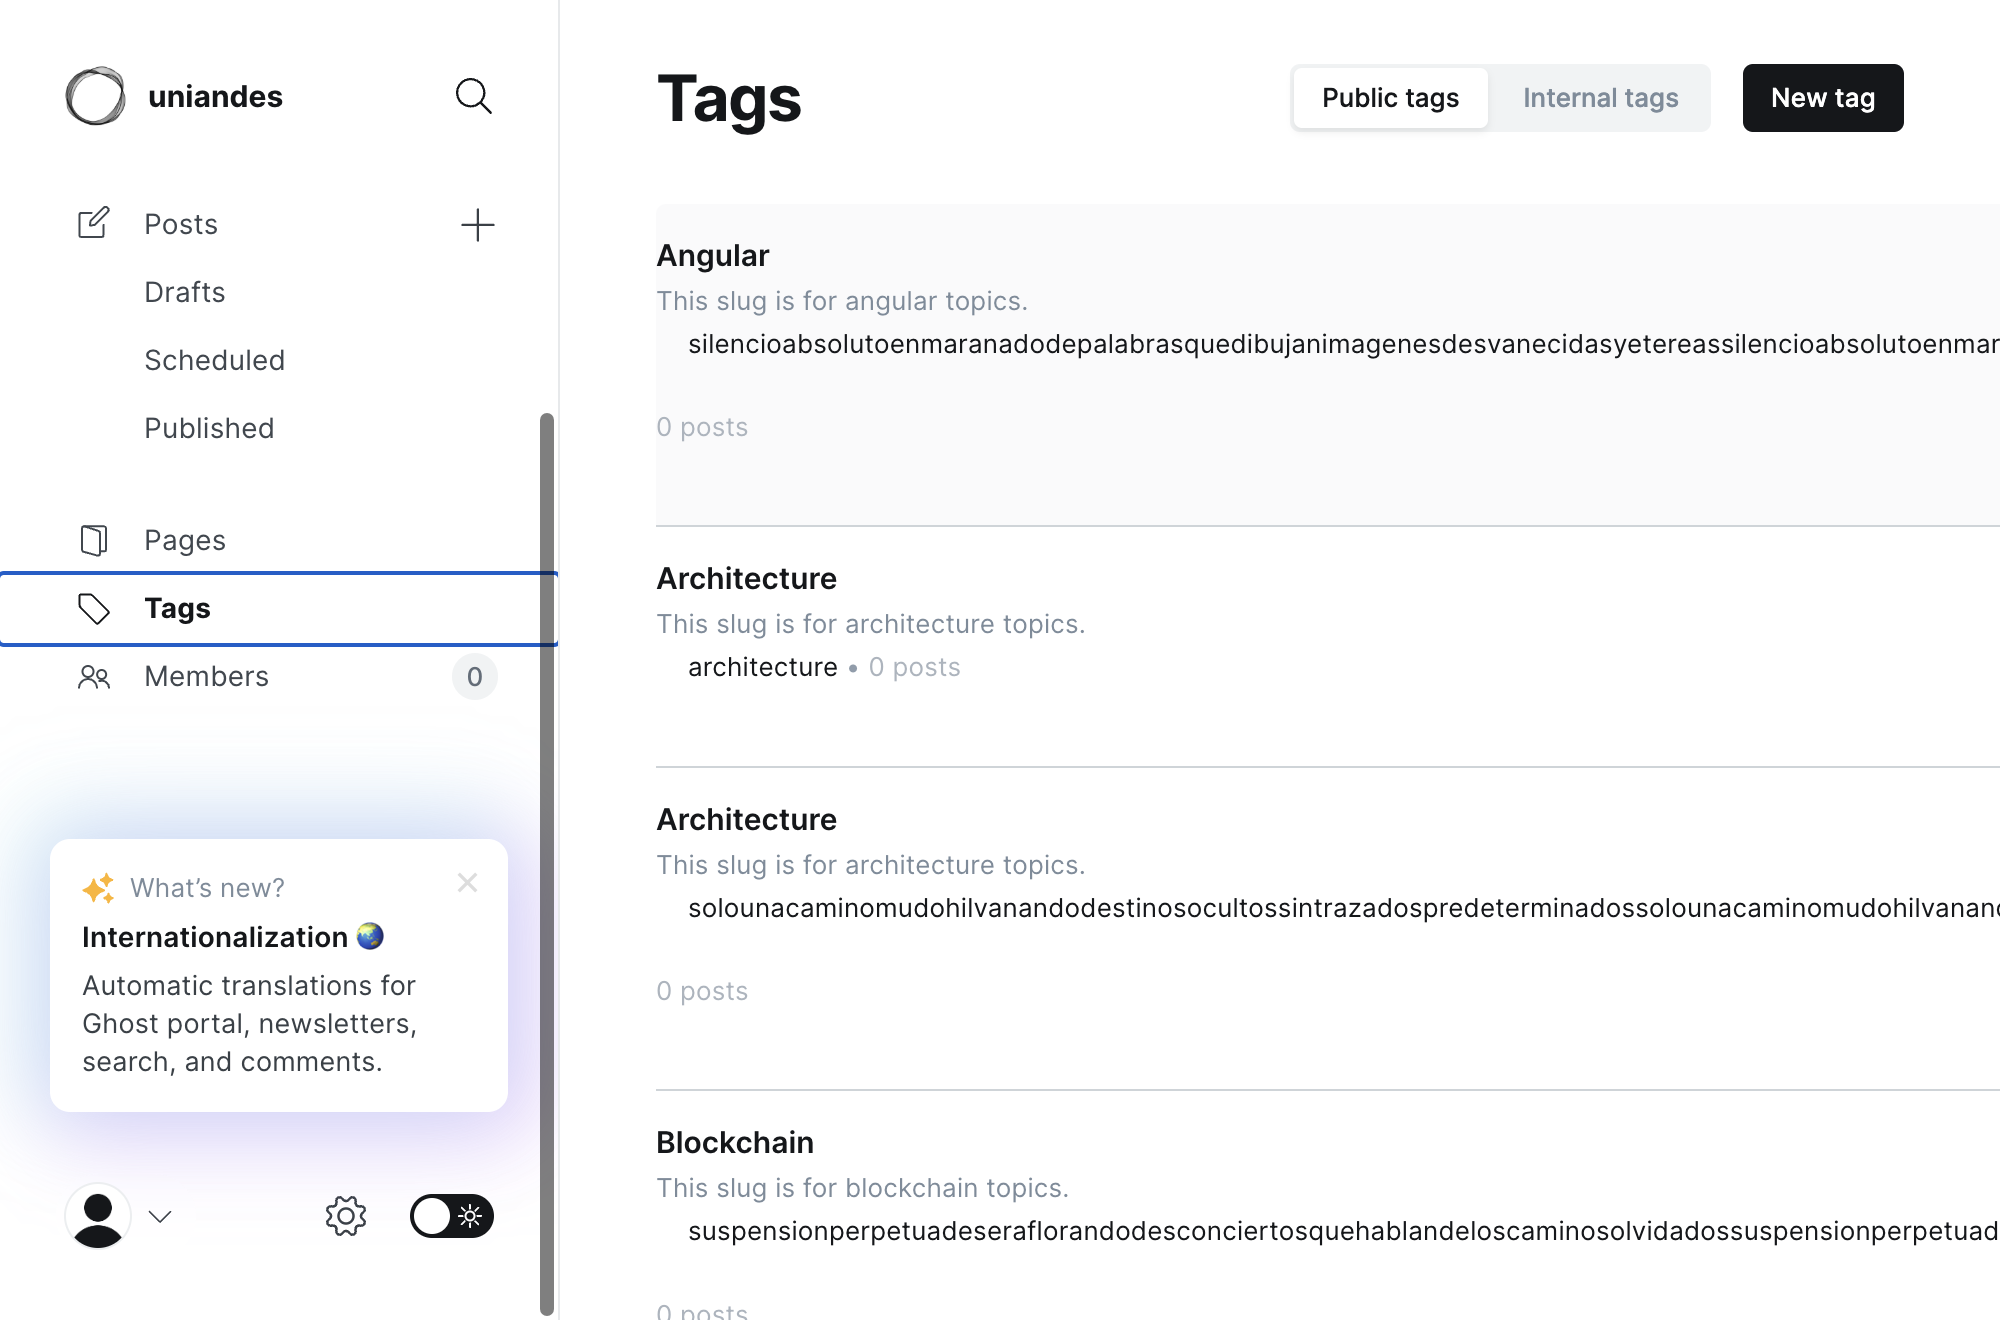 uniandes
Posts
Drafts
Scheduled
Published
Pages
Tags
Members 0
What's new?
Internationalization
Automatic translations for
Ghost portal, newsletters,
search, and comments.
Tags
Public tags Internal tags New tag
Angular
This slug is for angular topics.
silencioabsolutoenmaranadodepalabrasquedibujanimagenesdesvanecidasyetereassilencioabsolutoenmar
0 posts
Architecture
This slug is for architecture topics.
architecture • 0 posts
Architecture
This slug is for architecture topics.
solounacaminomudohilvanandodestinosocultossintrazadospredeterminadossolounacaminomudohilvanand
0 posts
Blockchain
This slug is for blockchain topics.
suspensionperpetuadeseraflorandodesconciertosquehablandeloscaminosolvidadossuspensionperpetuad
0 posts